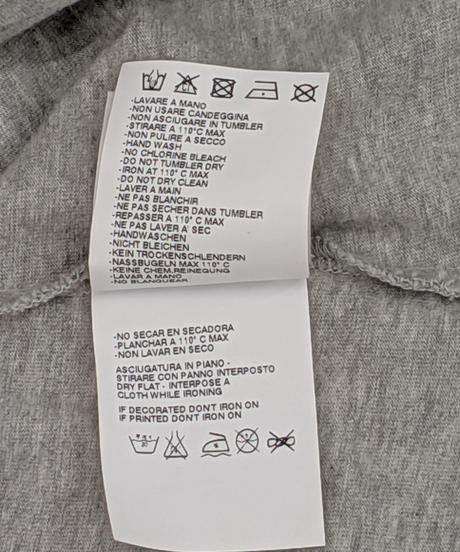 -LAVARE A MANO
-NON USARE CANDEGGINA
-NON ASCIUGARE IN TUMBLER
-STIRARE A 110°C MAX
-NON PULIRE A SECCO
-HAND WASH
-NO CHLORINE BLEACH
-DO NOT TUMBLER DRY
-IRON AT 110° C MAX
-DO NOT DRY CLEAN
-LAVER A MAIN
-NE PAS BLANCHIR
-NE PAS SECHER DANS TUMBLER
-REPASSER A 110° C MAX
-NE PAS LAVER A' SEC
-HANDWASCHEN
-NICHT BLEICHEN
-KEIN TROCKENSCHLENDERN
-NASSBUGELN MAX 110° C
-KEINE CHEM.REINEGUNG
-LAVAR A MANO
-NO BLANQUEAR
-NO SECAR EN SECADORA
-PLANCHAR A 110° C MAX
-NON LAVAR EN SECO
ASCIUGATURA IN PIANO -
STIRARE CON PANNO INTERPOSTO
DRY FLAT - INTERPOSE A
CLOTH WHILE IRONING
IF DECORATED DON'T IRON ON
IF PRINTED DON'T IRON ON